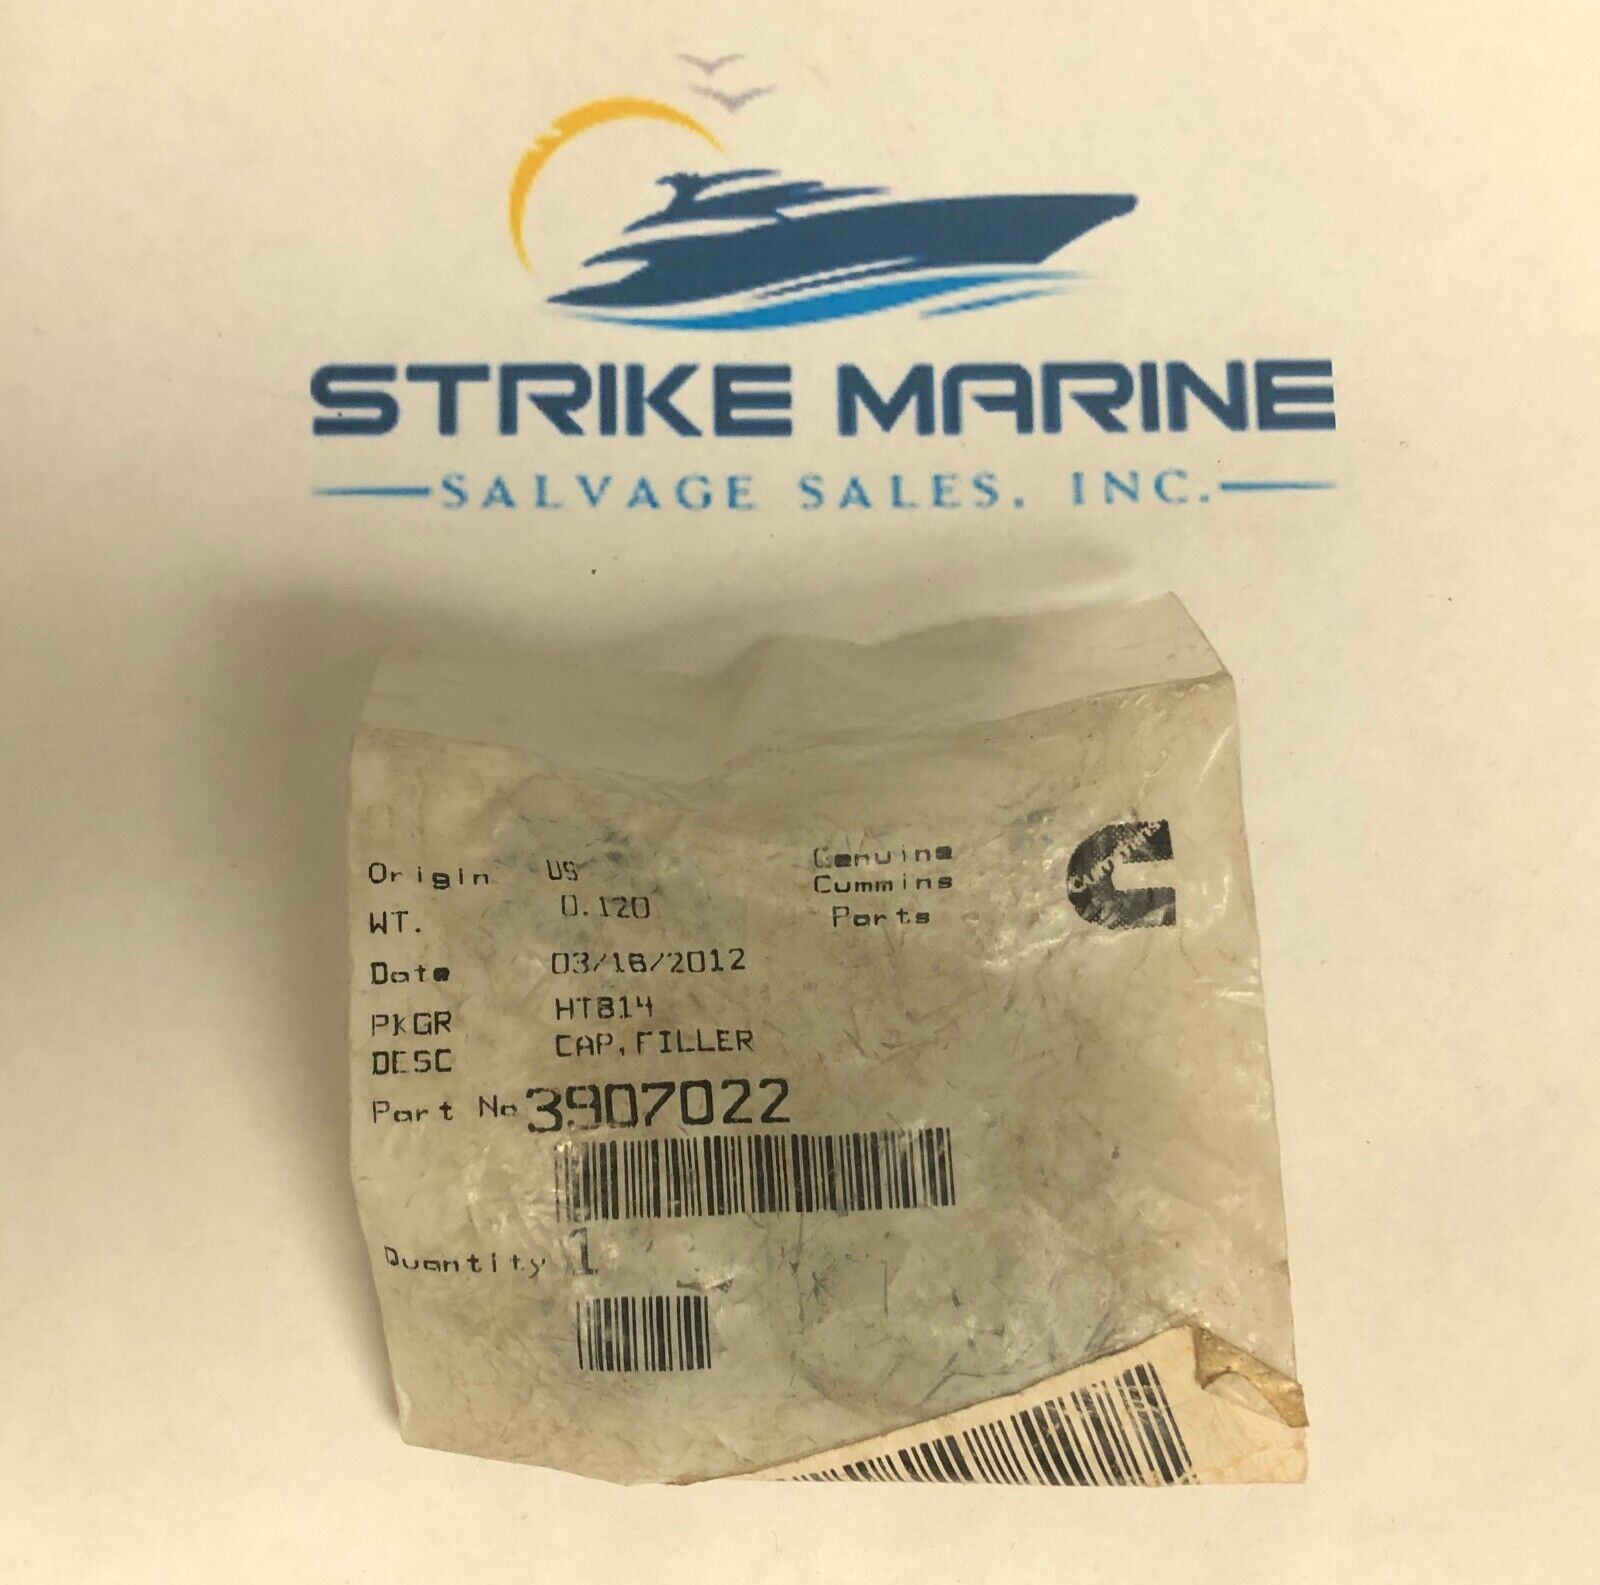 STRIKE MARINE
SALVAGE SALES, INC.
Origin US
WT. 0.120
Date 03/16/2012
PKGR HT814
DESC CAP, FILLER
Part No 3907022
Quantity 1
Genuine
Cummins
Parts